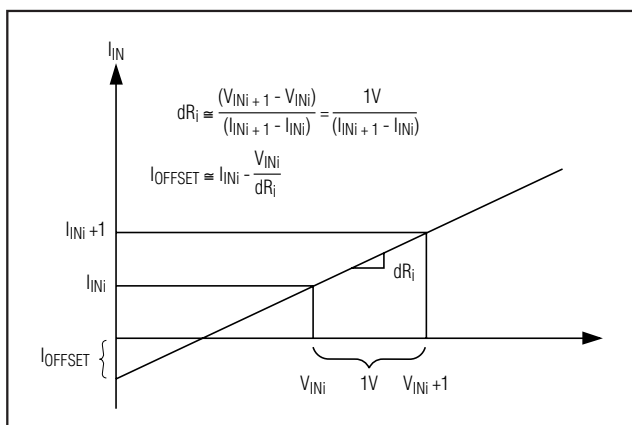 I_IN
dR_i ≅ (V_INi + 1 - V_INi) / (I_INi + 1 - I_INi) = 1V / (I_INi + 1 - I_INi)
I_OFFSET ≅ I_INi - V_INi / dR_i
I_INi +1
I_INi
dR_i
I_OFFSET
V_INi 1V V_INi +1